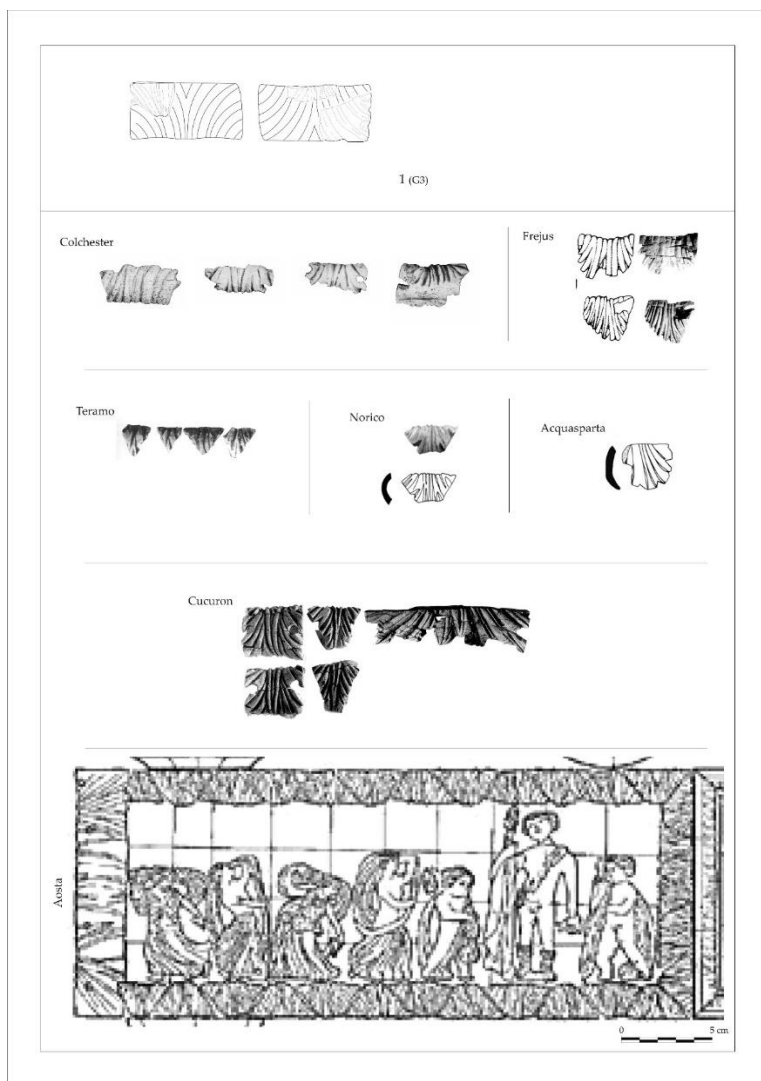 1 (G3)
Colchester
Frejus
Teramo
Norico
Acquasparta
Cucuron
Aosta
0 5 cm